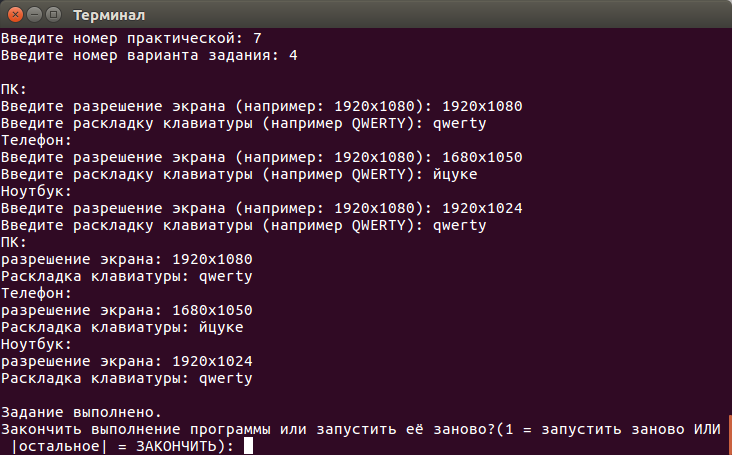 Терминал
Введите номер практической: 7
Введите номер варианта задания: 4
ПК:
Введите разрешение экрана (например: 1920x1080): 1920x1080
Введите раскладку клавиатуры (например QWERTY): qwerty
Телефон:
Введите разрешение экрана (например: 1920x1080): 1680x1050
Введите раскладку клавиатуры (например QWERTY): йцуке
Ноутбук:
Введите разрешение экрана (например: 1920x1080): 1920x1024
Введите раскладку клавиатуры (например QWERTY): qwerty
ПК:
разрешение экрана: 1920x1080
Раскладка клавиатуры: qwerty
Телефон:
разрешение экрана: 1680x1050
Раскладка клавиатуры: йцуке
Ноутбук:
разрешение экрана: 1920x1024
Раскладка клавиатуры: qwerty
Задание выполнено.
Закончить выполнение программы или запустить её заново?(1 = запустить заново ИЛИ
|остальное| = ЗАКОНЧИТЬ):